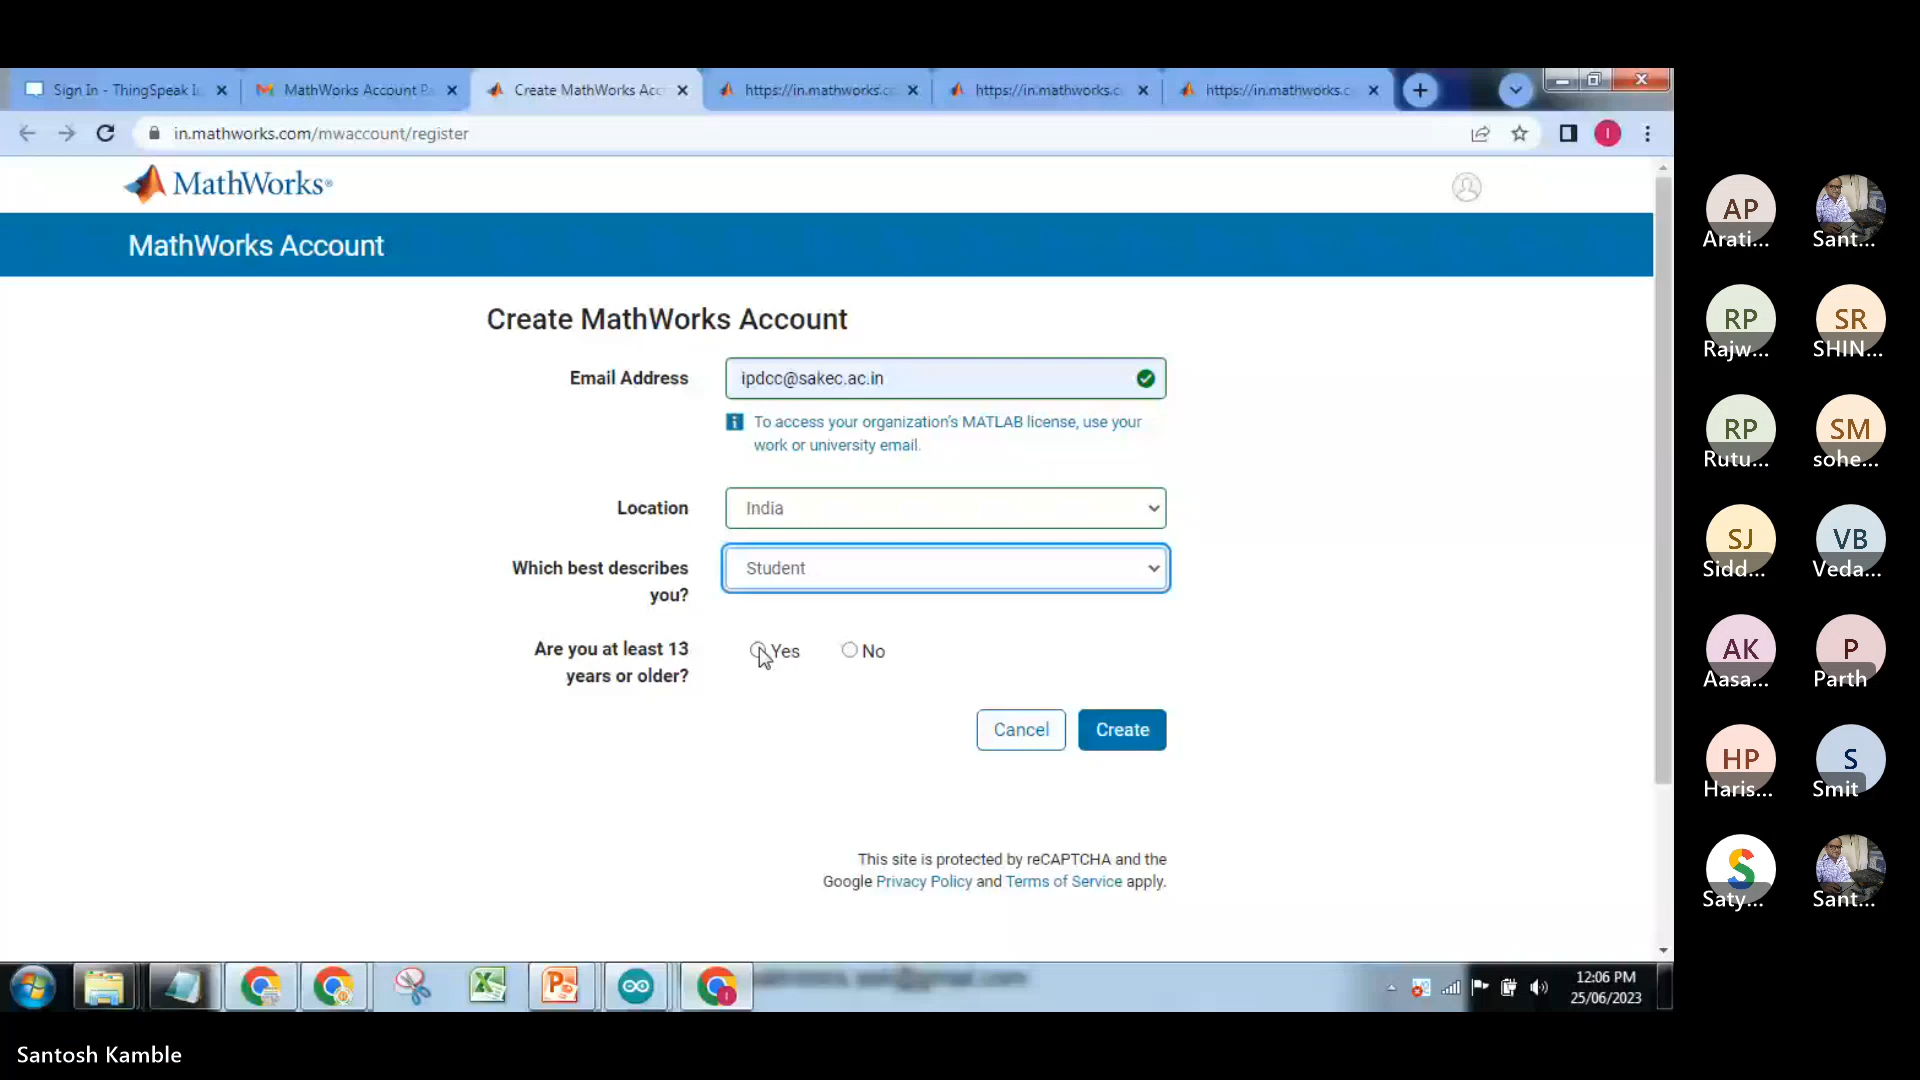 Sign In - ThingSpeak I
MathWorks Account P
Create MathWorks Acc
https://in.mathworks.c
https://in.mathworks.c
https://in.mathworks.c
in.mathworks.com/mwaccount/register
I
MathWorks®
MathWorks Account
Create MathWorks Account
Email Address
ipdcc@sakec.ac.in
To access your organization's MATLAB license, use your
work or university email.
Location
India
Which best describes
you?
Student
Are you at least 13
years or older?
Yes
No
Cancel
Create
This site is protected by reCAPTCHA and the
Google Privacy Policy and Terms of Service apply.
AP
Arati...
Sant...
RP
Rajw...
SR
SHIN...
RP
Rutu...
SM
sohe...
SJ
Sidd...
VB
Veda...
AK
Aasa...
P
Parth
HP
Haris...
S
Smit
S
Saty...
Sant...
12:06 PM
25/06/2023
Santosh Kamble